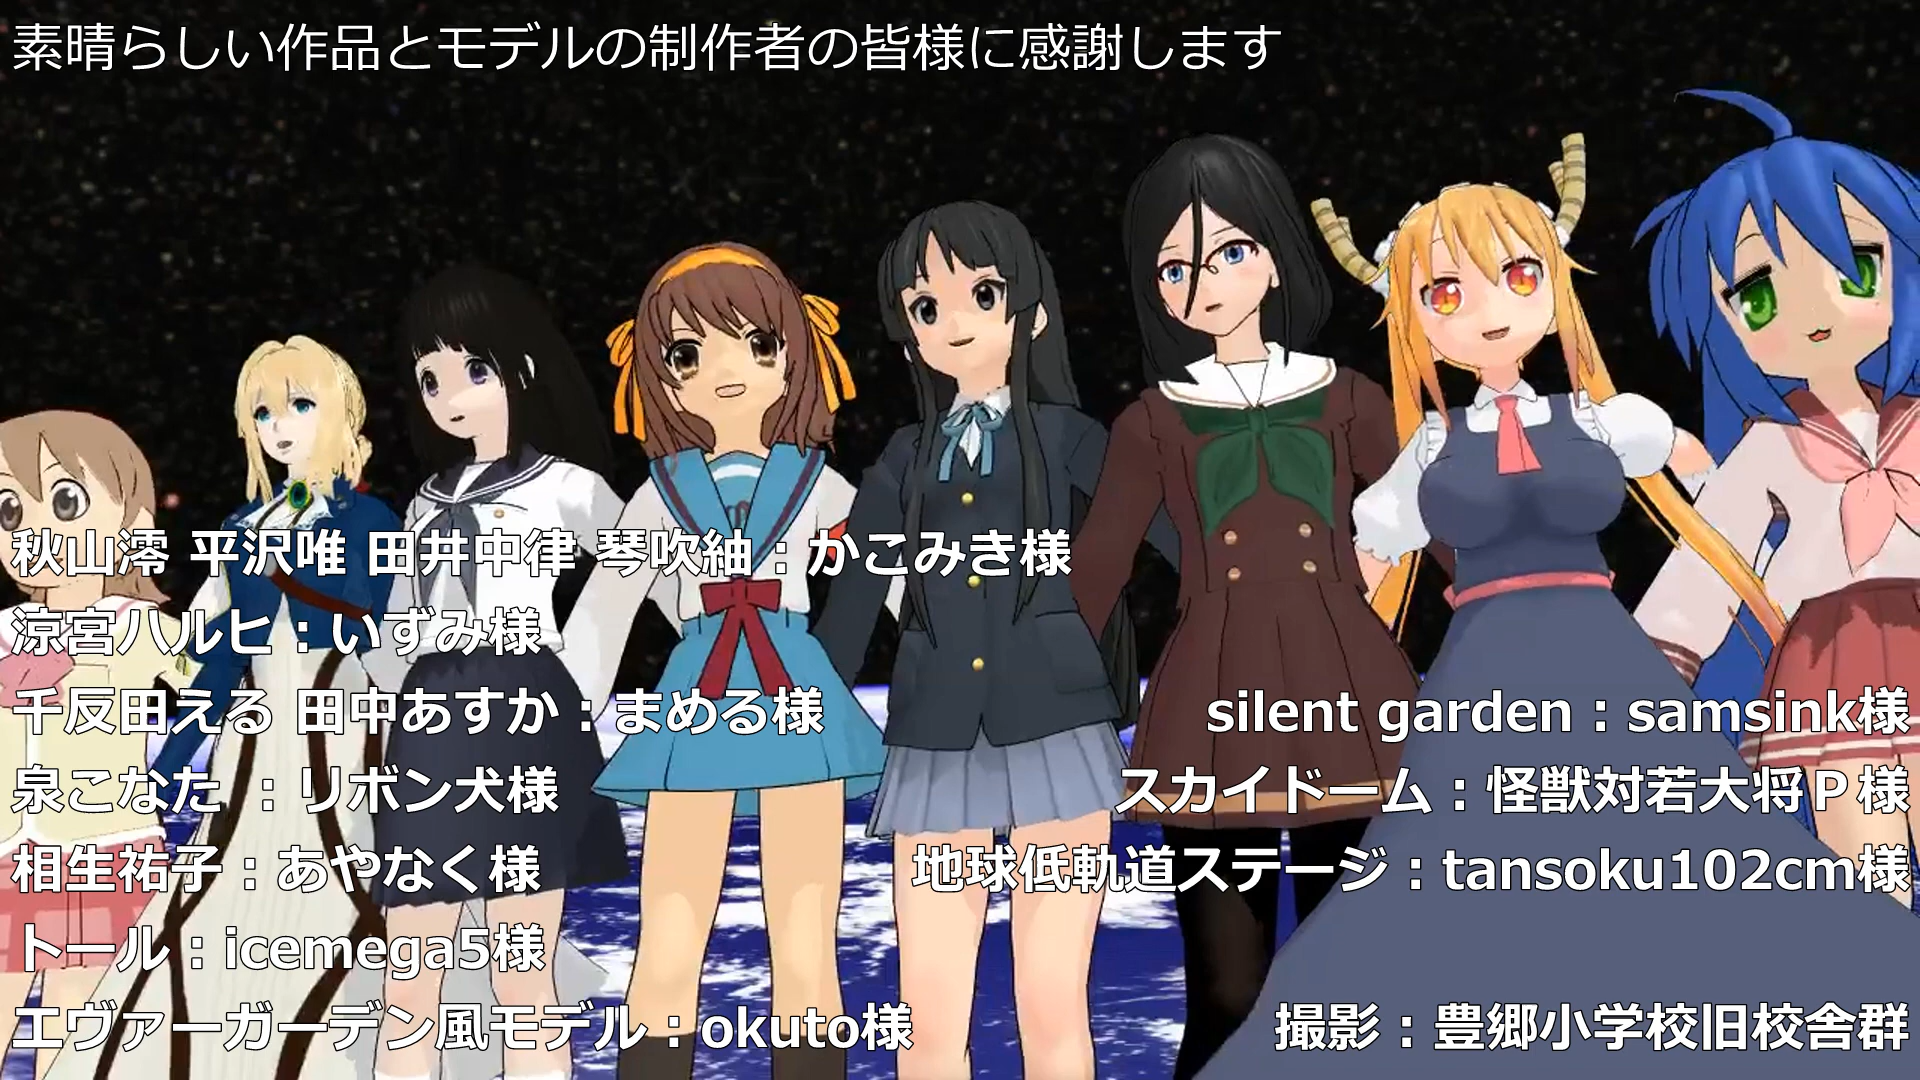 素晴らしい作品とモデルの制作者の皆様に感謝します
秋山澪 平沢唯 田井中律 琴吹紬：かこみき様
涼宮ハルヒ：いずみ様
千反田える 田中あすか：まめる様
泉こなた ：リボン犬様
相生祐子：あやなく様
トール：icemega5様
エヴァーガーデン風モデル：okuto様
silent garden：samsink様
スカイドーム：怪獣対若大将Ｐ様
地球低軌道ステージ：tansoku102cm様
撮影：豊郷小学校旧校舎群